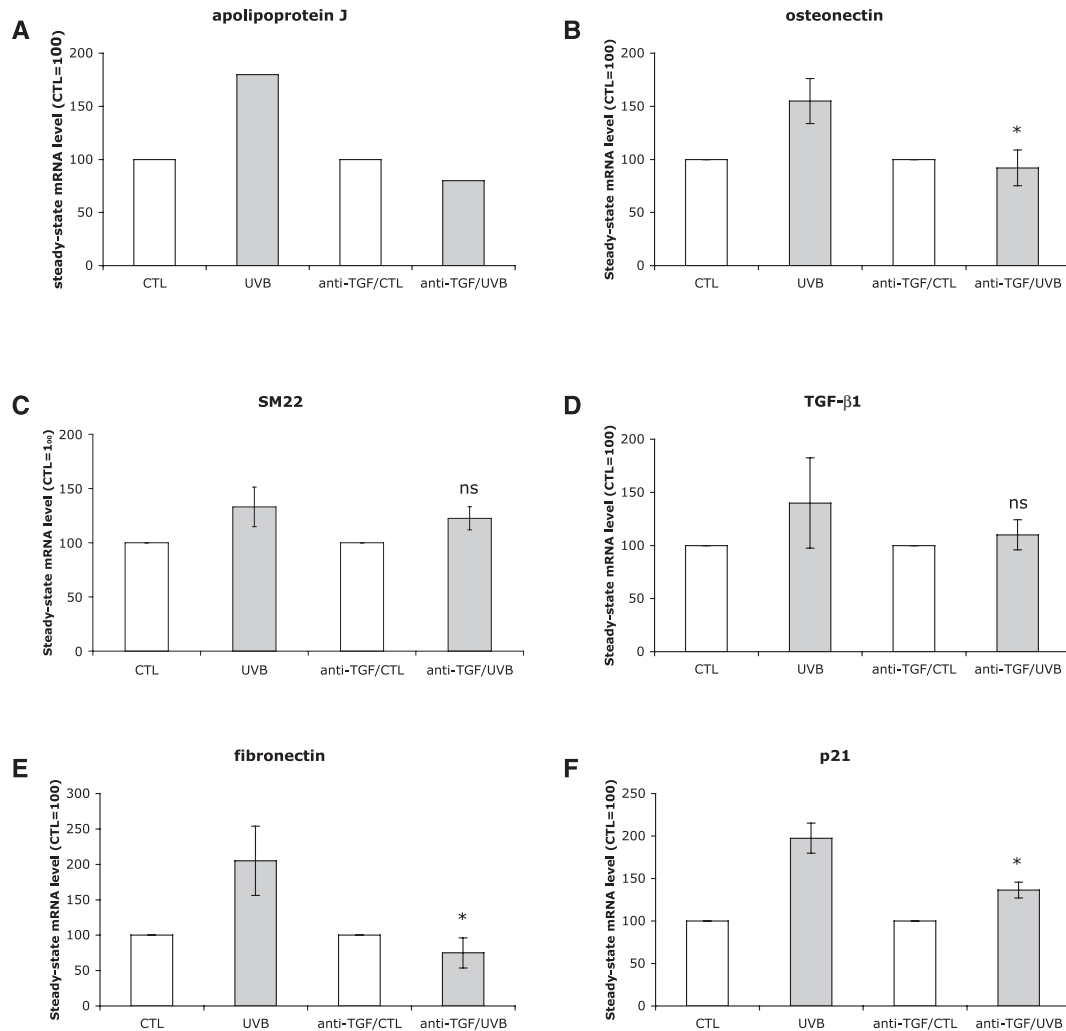 A
apolipoprotein J
steady-state mRNA level (CTL=100)
200
150
100
50
0
CTL UVB anti-TGF/CTL anti-TGF/UVB
B
osteonectin
Steady-state mRNA level (CTL=100)
200
150
100
50
0
*
CTL UVB anti-TGF/CTL anti-TGF/UVB
C
SM22
Steady-state mRNA level (CTL=100)
200
150
100
50
0
ns
CTL UVB anti-TGF/CTL anti-TGF/UVB
D
TGF-β1
Steady-state mRNA level (CTL=100)
200
150
100
50
0
ns
CTL UVB anti-TGF/CTL anti-TGF/UVB
E
fibronectin
Steady-state mRNA level (CTL=100)
300
250
200
150
100
50
0
*
CTL UVB anti-TGF/CTL anti-TGF/UVB
F
p21
Steady-state mRNA level (CTL=100)
250
200
150
100
50
0
*
CTL UVB anti-TGF/CTL anti-TGF/UVB